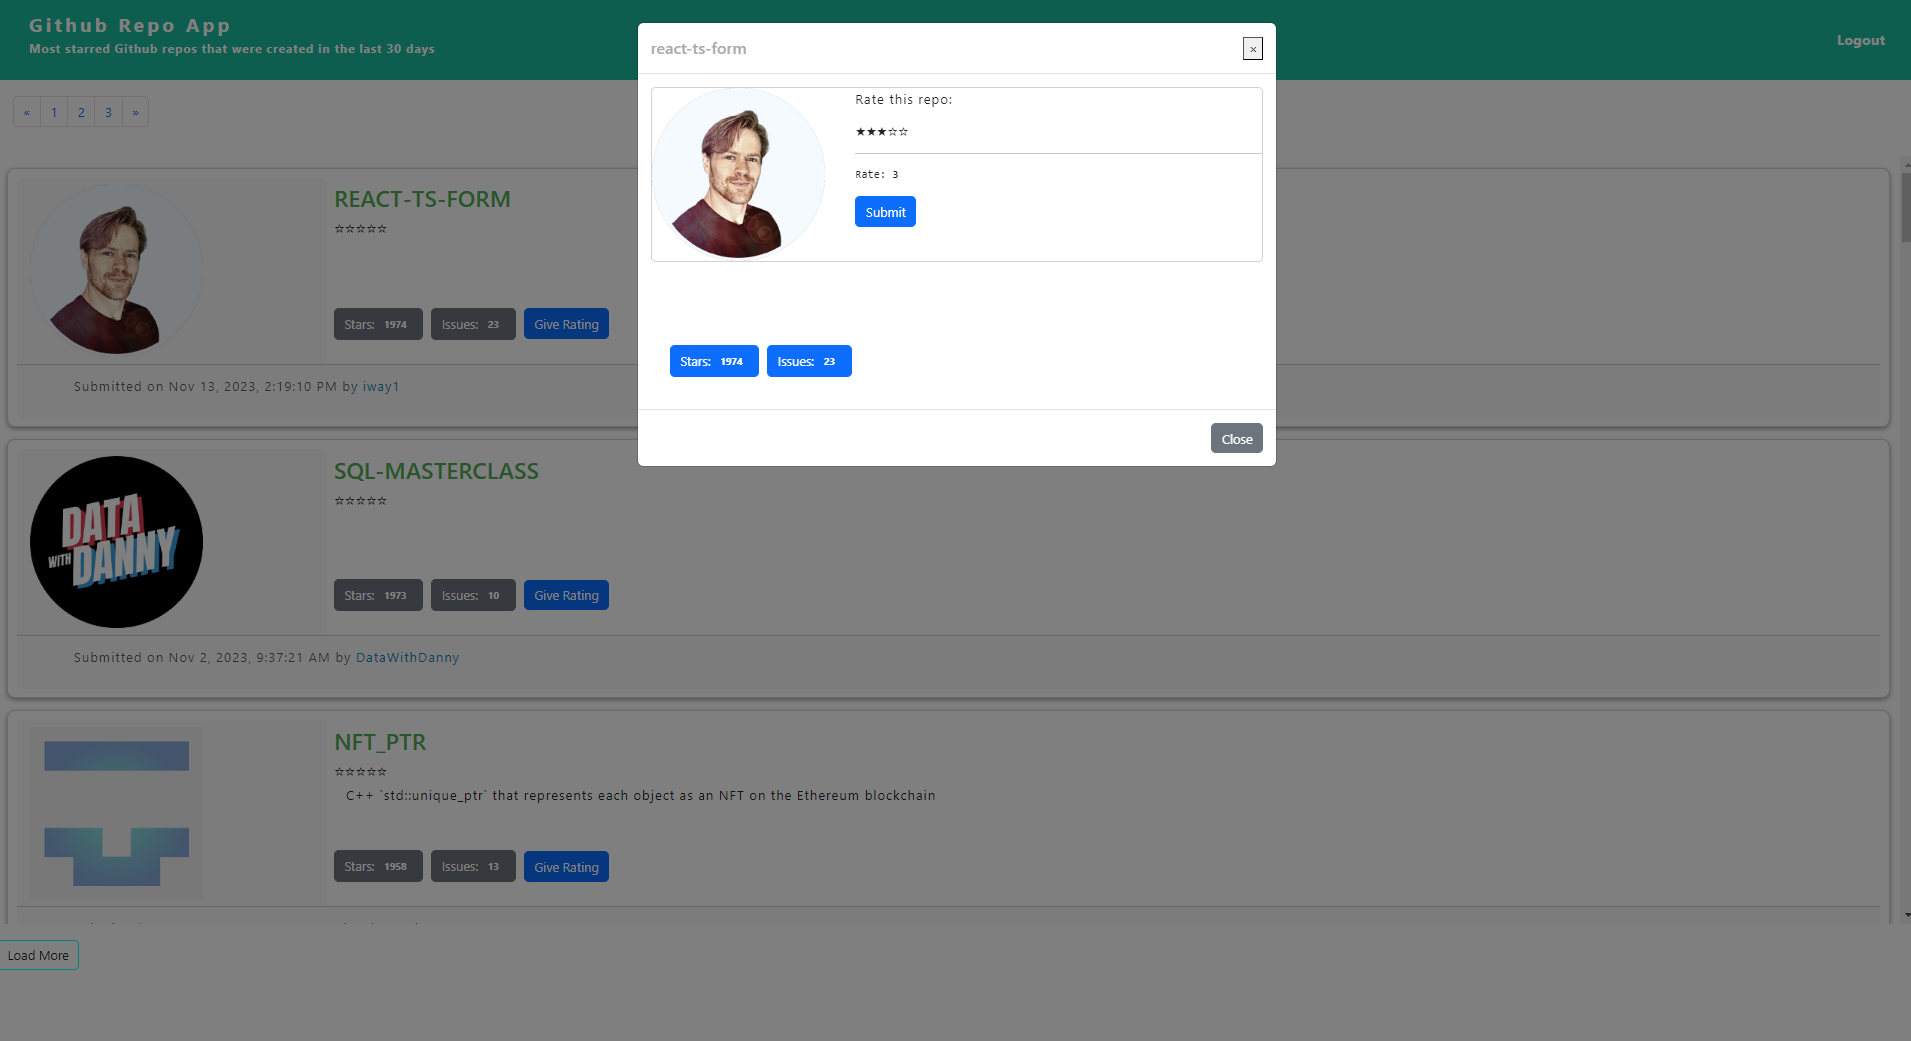 Github Repo App
Most starred Github repos that were created in the last 30 days
Logout
« 1 2 3 »
react-ts-form ×
Rate this repo:
★★★☆☆
Rate: 3
Submit
Stars: 1974 Issues: 23
Close
REACT-TS-FORM
☆☆☆☆☆
Stars: 1974 Issues: 23 Give Rating
Submitted on Nov 13, 2023, 2:19:10 PM by iway1
DATA
WITH DANNY
SQL-MASTERCLASS
☆☆☆☆☆
Stars: 1973 Issues: 10 Give Rating
Submitted on Nov 2, 2023, 9:37:21 AM by DataWithDanny
NFT_PTR
☆☆☆☆☆
C++ `std::unique_ptr` that represents each object as an NFT on the Ethereum blockchain
Stars: 1958 Issues: 13 Give Rating
Load More